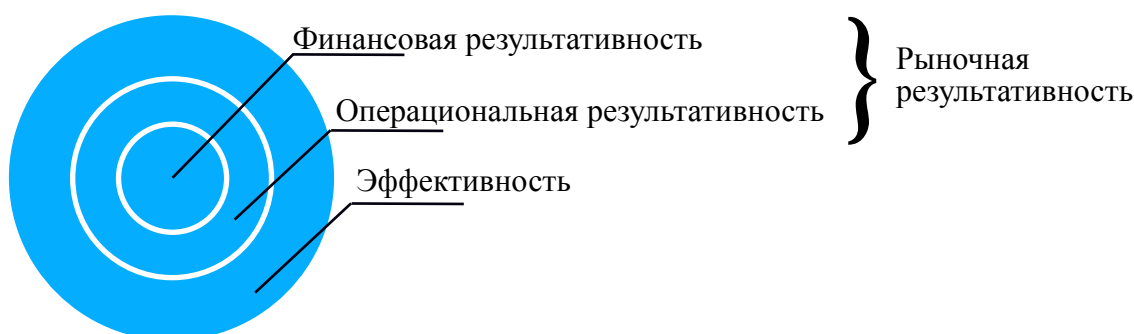 Финансовая результативность
Операциональная результативность
Эффективность
Рыночная
результативность